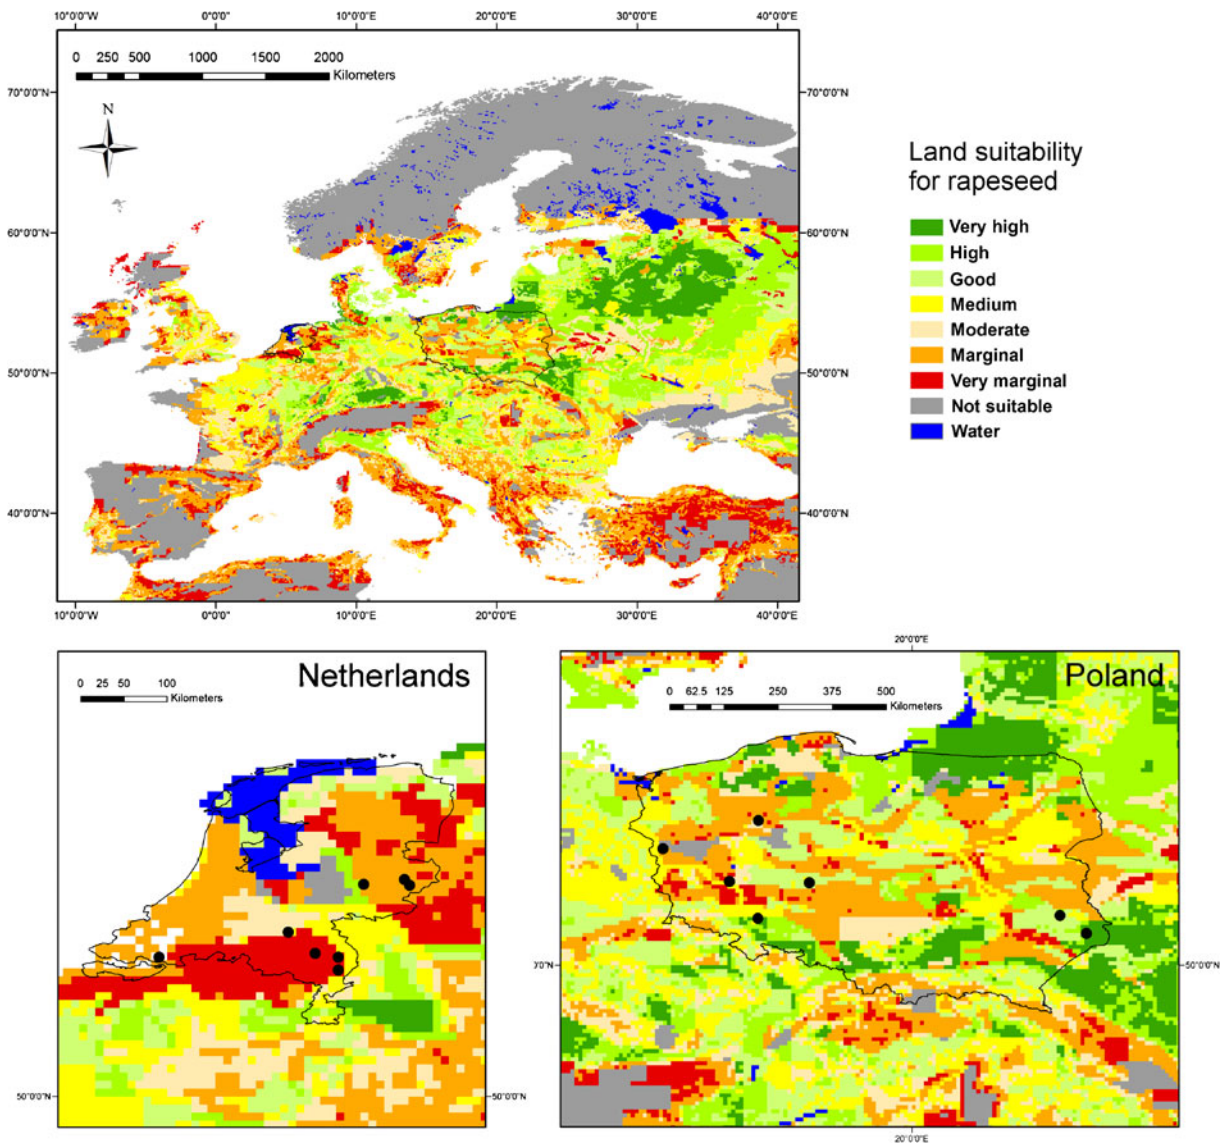 10°0'0"W 0°0'0" 10°0'0"E 20°0'0"E 30°0'0"E 40°0'0"E
0 250 500 1000 1500 2000
Kilometers
70°0'0"N 70°0'0"N
N
60°0'0"N 60°0'0"N
50°0'0"N 50°0'0"N
40°0'0"N 40°0'0"N
10°0'0"W 0°0'0" 10°0'0"E 20°0'0"E 30°0'0"E 40°0'0"E
Land suitability
for rapeseed
Very high
High
Good
Medium
Moderate
Marginal
Very marginal
Not suitable
Water
Netherlands
0 25 50 100
Kilometers
50°0'0"N 50°0'0"N
20°0'0"E
Poland
0 62.5 125 250 375 500
Kilometers
70°N 50°0'0"N
20°0'0"E